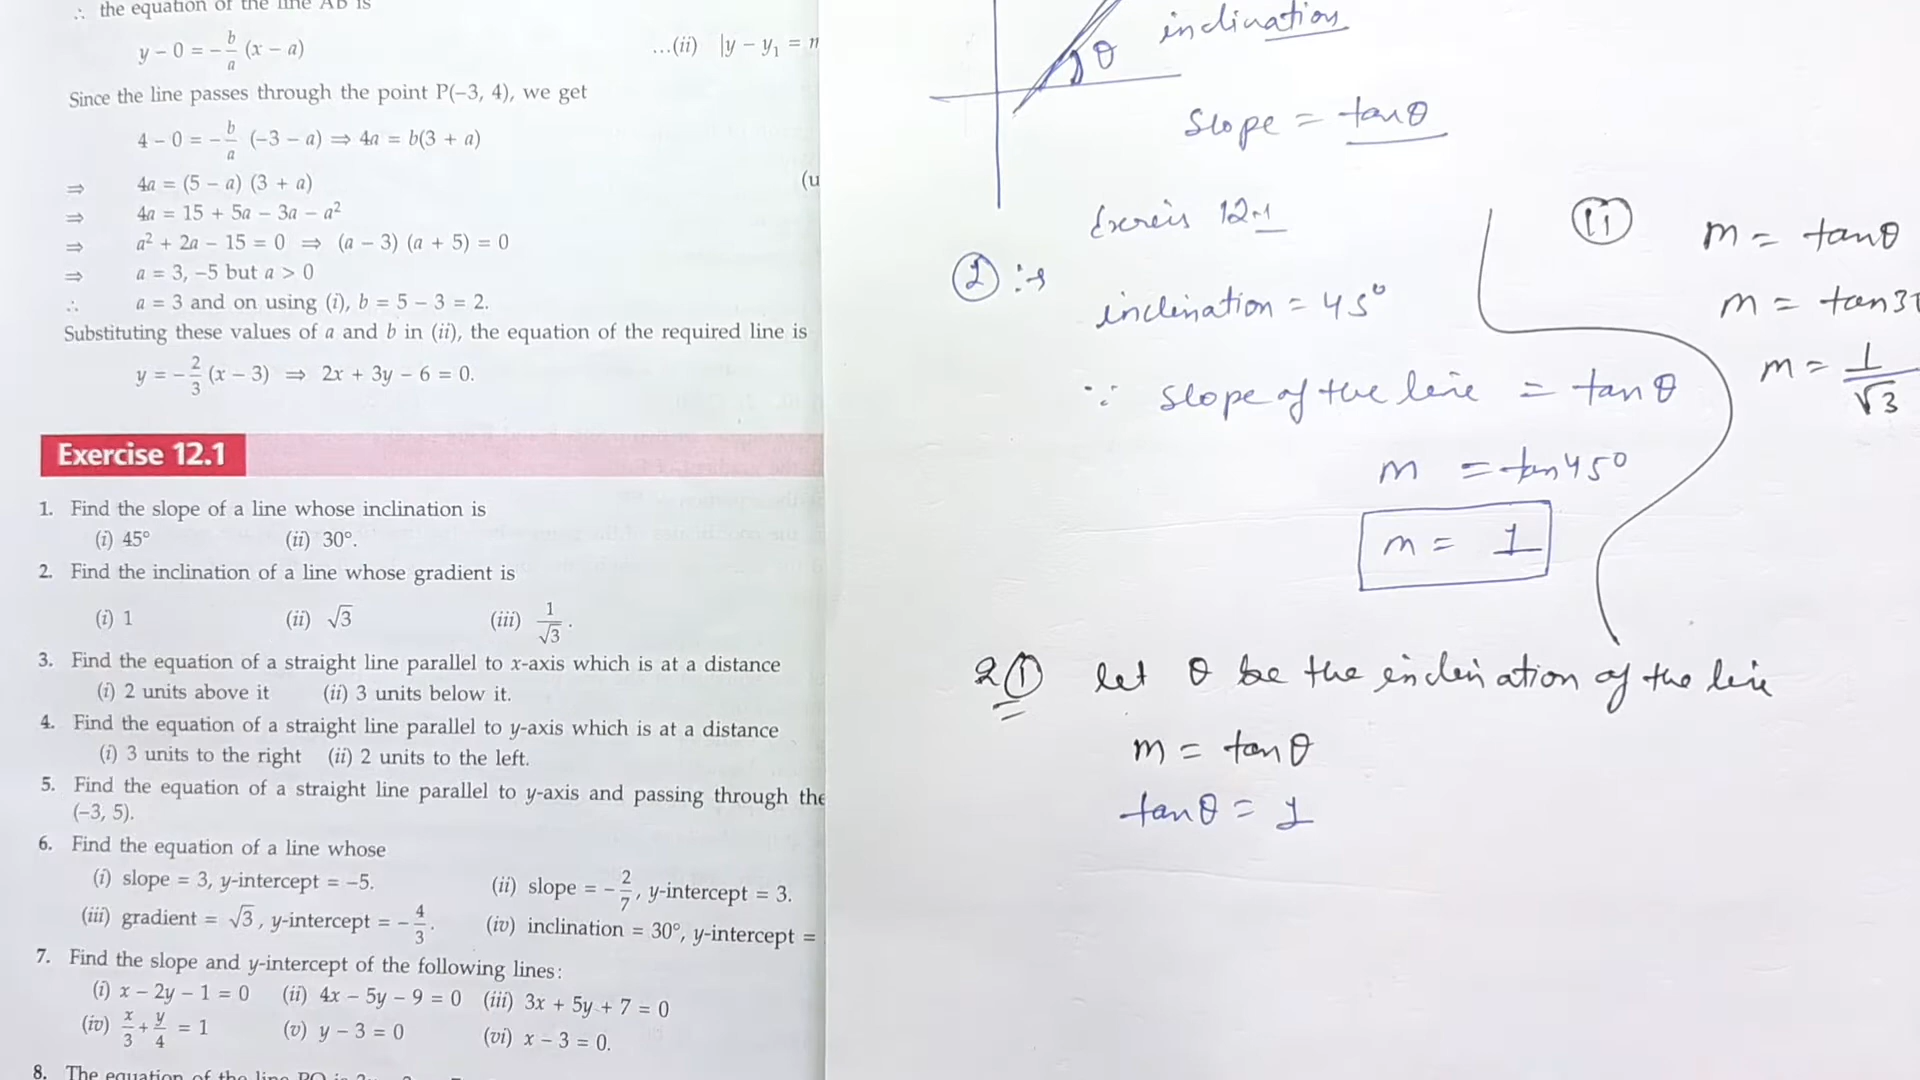 ∴ the equation of the line AB is
y – 0 = – b/a (x – a) ...(ii) |y – y₁ =
Since the line passes through the point P(–3, 4), we get
4 – 0 = – b/a (–3 – a) ⇒ 4a = b(3 + a)
⇒ 4a = (5 – a) (3 + a) (u
⇒ 4a = 15 + 5a – 3a – a²
⇒ a² + 2a – 15 = 0 ⇒ (a – 3) (a + 5) = 0
⇒ a = 3, –5 but a > 0
∴ a = 3 and on using (i), b = 5 – 3 = 2.
Substituting these values of a and b in (ii), the equation of the required line is
y = – 2/3 (x – 3) ⇒ 2x + 3y – 6 = 0.
Exercise 12.1
1. Find the slope of a line whose inclination is
(i) 45° (ii) 30°.
2. Find the inclination of a line whose gradient is
(i) 1 (ii) √3 (iii) 1/√3 .
3. Find the equation of a straight line parallel to x-axis which is at a distance
(i) 2 units above it (ii) 3 units below it.
4. Find the equation of a straight line parallel to y-axis which is at a distance
(i) 3 units to the right (ii) 2 units to the left.
5. Find the equation of a straight line parallel to y-axis and passing through the
(–3, 5).
6. Find the equation of a line whose
(i) slope = 3, y-intercept = –5. (ii) slope = – 2/7, y-intercept = 3.
(iii) gradient = √3, y-intercept = – 4/3. (iv) inclination = 30°, y-intercept =
7. Find the slope and y-intercept of the following lines:
(i) x – 2y – 1 = 0 (ii) 4x – 5y – 9 = 0 (iii) 3x + 5y + 7 = 0
(iv) x/3 + y/4 = 1 (v) y – 3 = 0 (vi) x – 3 = 0.
8. The equation of the line PQ is
inclination
θ
Slope = tanθ
Exercis 12.1
1 :→
inclination = 45°
∵ slope of the line = tan θ
m = tan45°
m = 1
(ii) m = tanθ
m = tan30
m = 1/√3
2 (i) let θ be the inclination of the line
m = tan θ
tanθ = 1